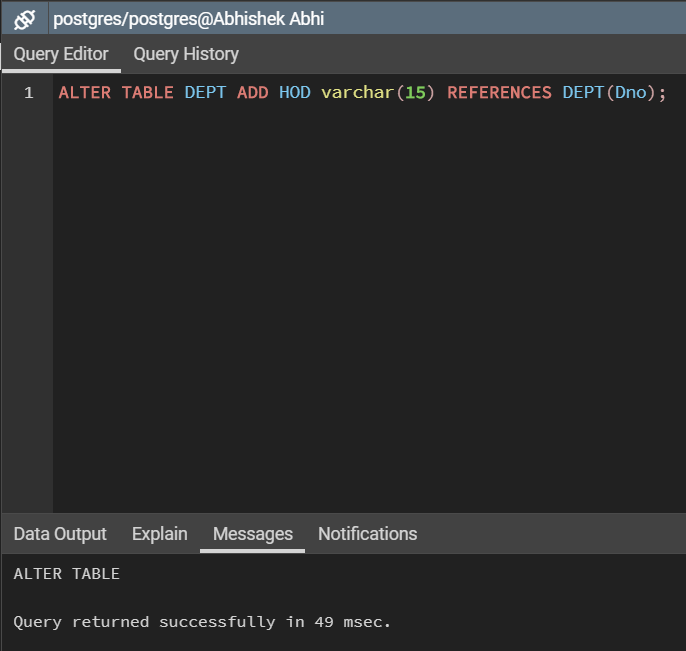 postgres/postgres@Abhishek Abhi
Query Editor Query History
1 ALTER TABLE DEPT ADD HOD varchar(15) REFERENCES DEPT(Dno);
Data Output Explain Messages Notifications
ALTER TABLE
Query returned successfully in 49 msec.